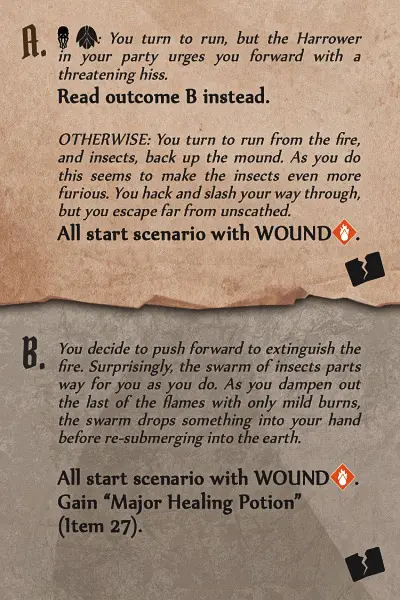 A. : You turn to run, but the Harrower
in your party urges you forward with a
threatening hiss.
Read outcome B instead.
OTHERWISE: You turn to run from the fire,
and insects, back up the mound. As you do
this seems to make the insects even more
furious. You hack and slash your way through,
but you escape far from unscathed.
All start scenario with WOUND.
B. You decide to push forward to extinguish the
fire. Surprisingly, the swarm of insects parts
way for you as you do. As you dampen out
the last of the flames with only mild burns,
the swarm drops something into your hand
before re-submerging into the earth.
All start scenario with WOUND.
Gain “Major Healing Potion”
(Item 27).